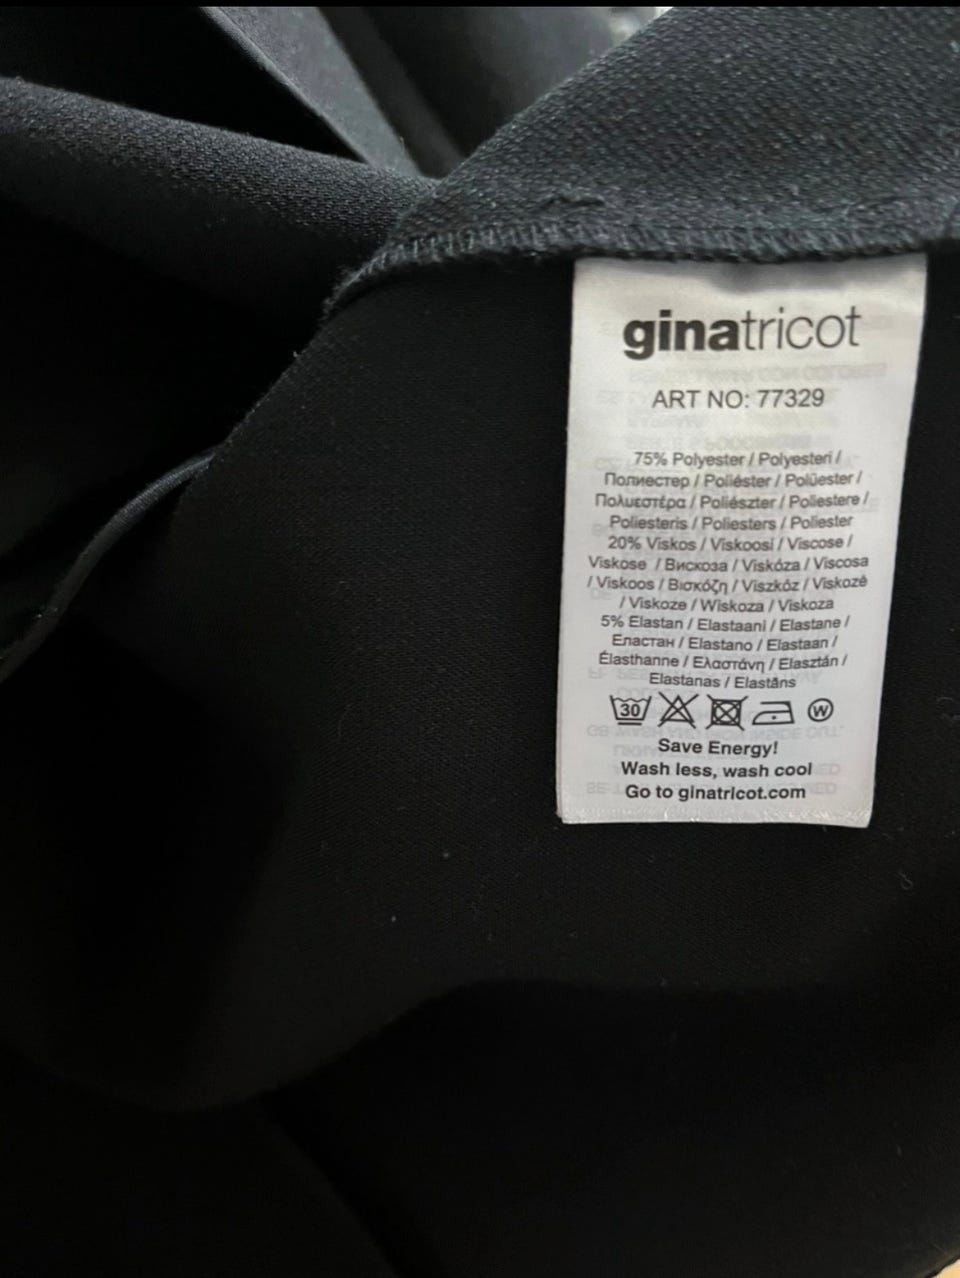 ginatricot
ART NO: 77329
75% Polyester / Polyesteri /
Полиестер / Poliéster / Polüester /
Πολυεστέρα / Poliészter / Poliestere /
Poliesteris / Poliesters / Poliester
20% Viskos / Viskoosi / Viscose /
Viskose / Вискоза / Viskóza / Viscosa
/ Viskoos / Βισκόζη / Viszkóz / Viskozė
/ Viskoze / Wiskoza / Viskoza
5% Elastan / Elastaani / Elastane /
Еластан / Elastano / Elastaan /
Élasthanne / Ελαστάνη / Elasztán /
Elastanas / Elastāns
30 W
Save Energy!
Wash less, wash cool
Go to ginatricot.com